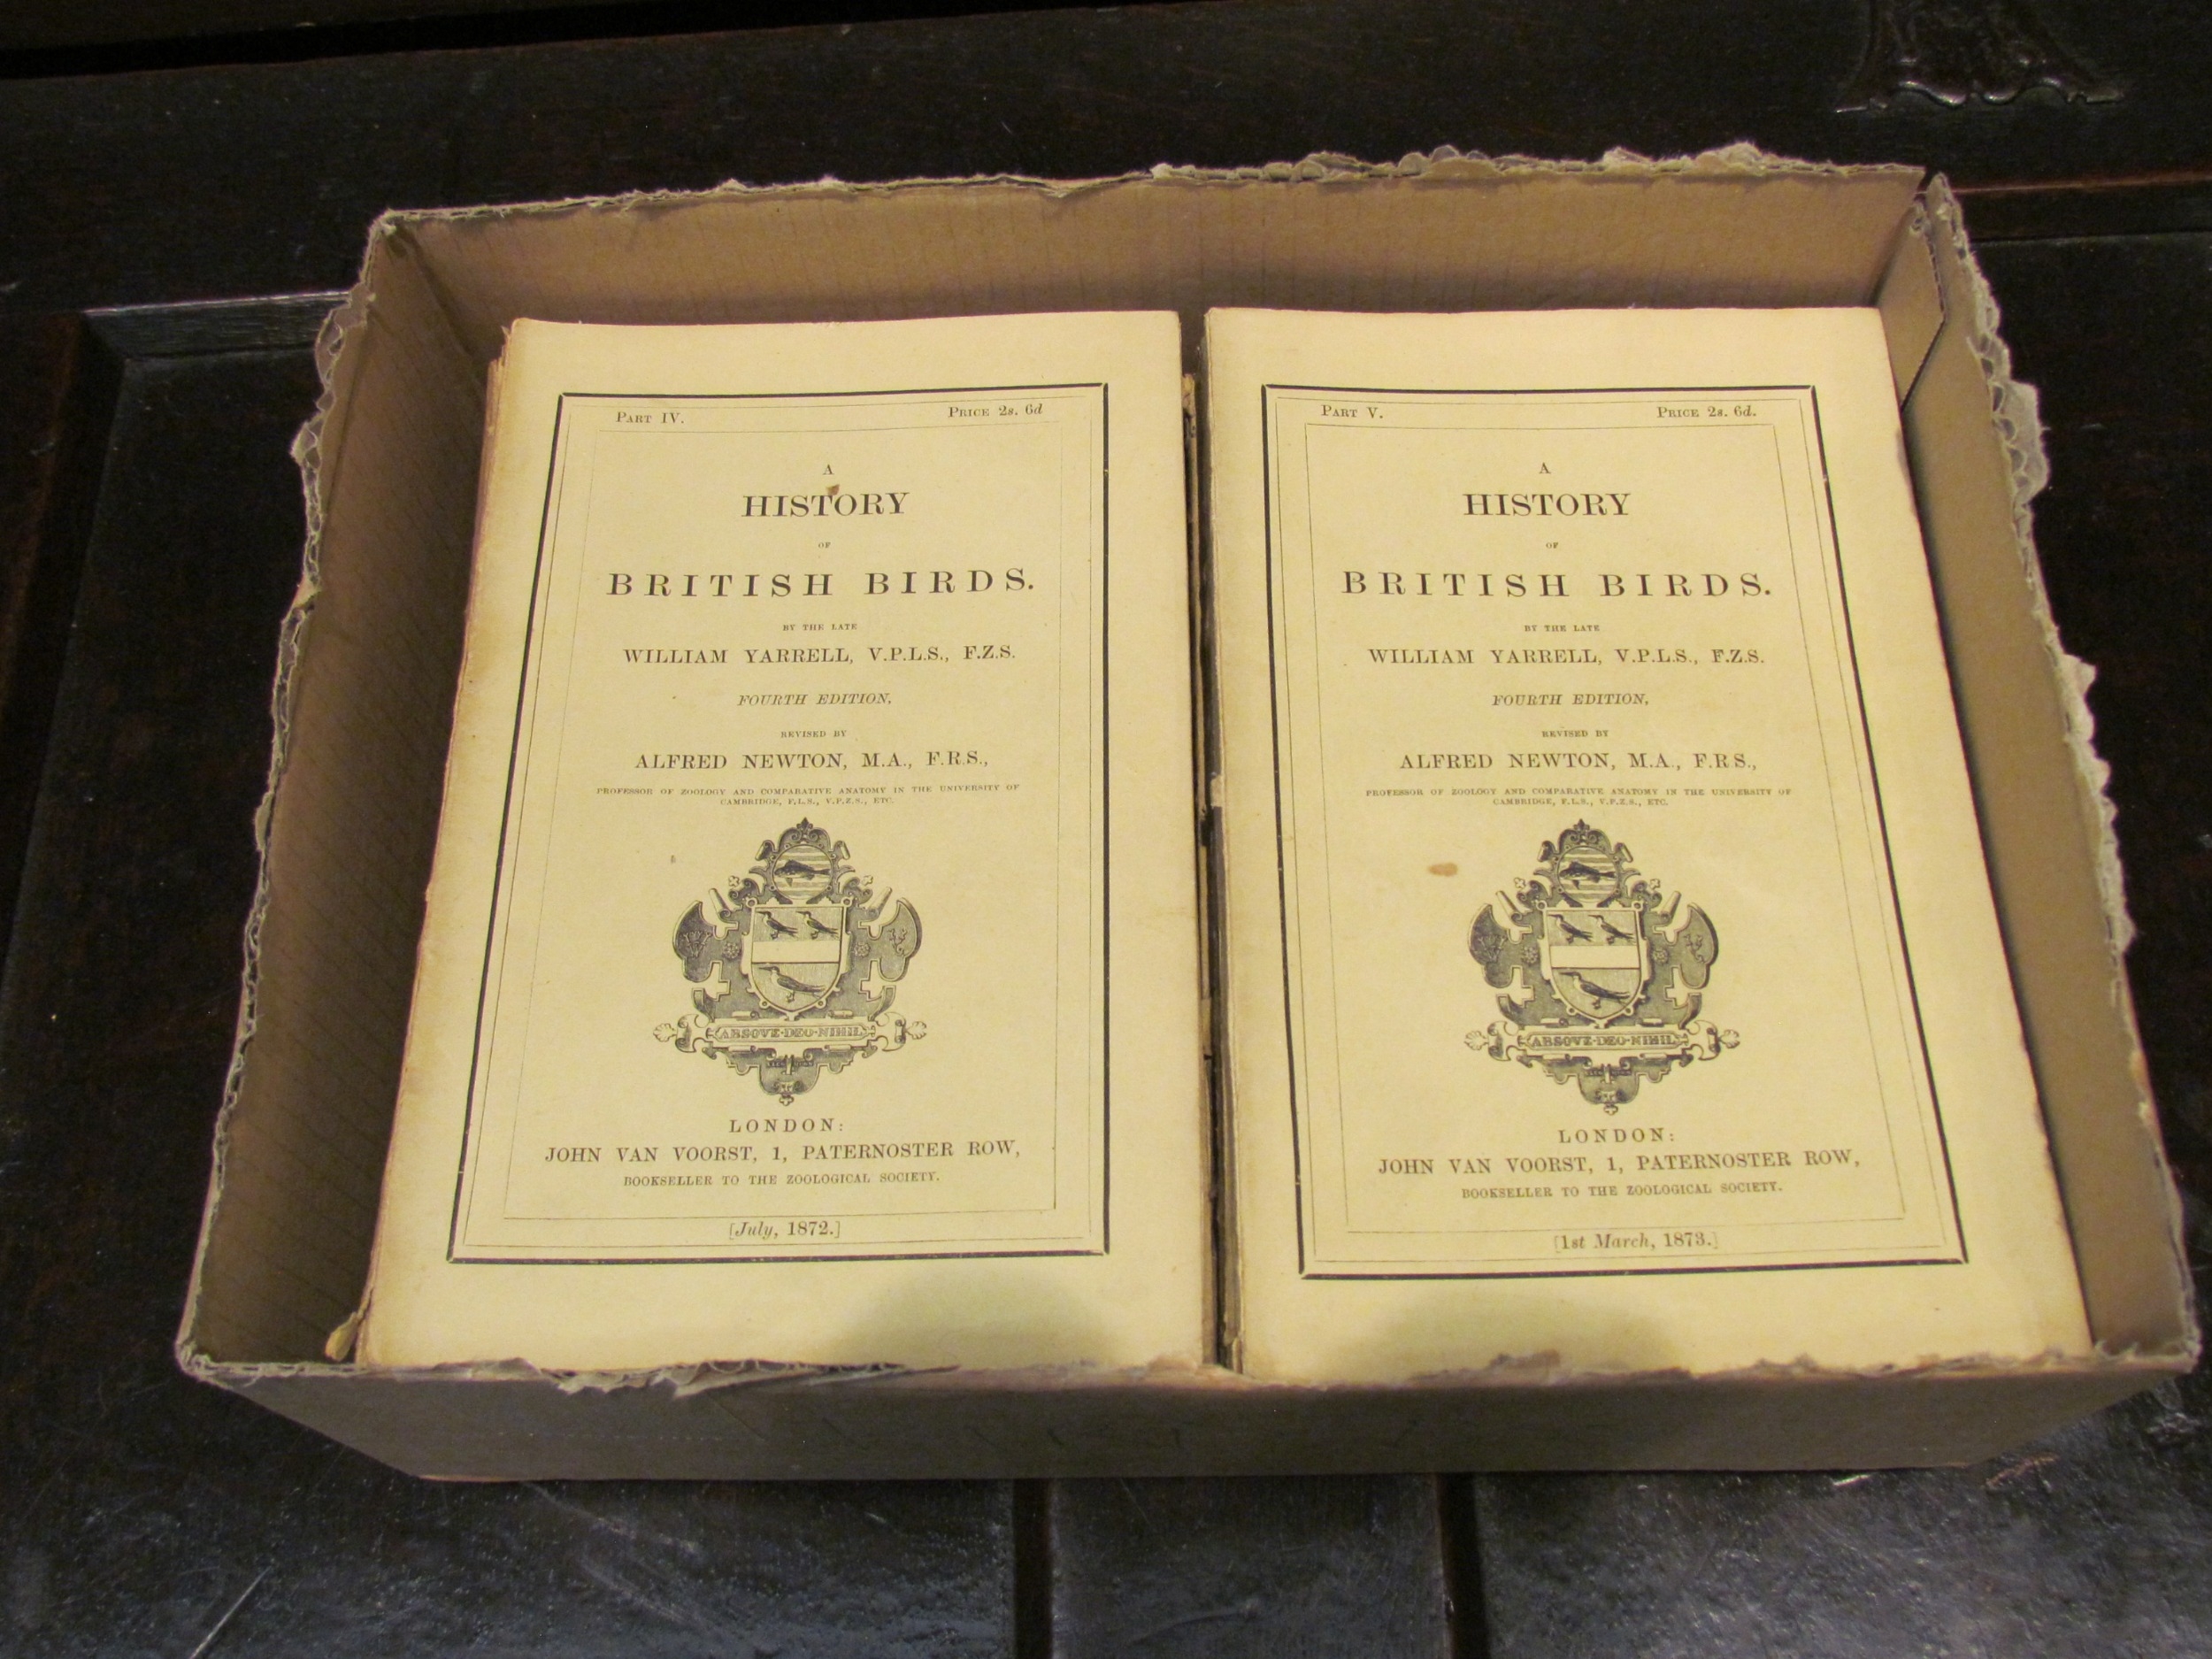 PART IV.
PRICE 2s. 6d
A
HISTORY
OF
BRITISH BIRDS.
BY THE LATE
WILLIAM YARRELL, V.P.L.S., F.Z.S.
FOURTH EDITION,
REVISED BY
ALFRED NEWTON, M.A., F.R.S.,
PROFESSOR OF ZOOLOGY AND COMPARATIVE ANATOMY IN THE UNIVERSITY OF
CAMBRIDGE, F.L.S., V.P.Z.S., ETC.
ABSQVE·DEO·NIHIL
LONDON:
JOHN VAN VOORST, 1, PATERNOSTER ROW,
BOOKSELLER TO THE ZOOLOGICAL SOCIETY.
[July, 1872.]
PART V.
PRICE 2s. 6d.
A
HISTORY
OF
BRITISH BIRDS.
BY THE LATE
WILLIAM YARRELL, V.P.L.S., F.Z.S.
FOURTH EDITION,
REVISED BY
ALFRED NEWTON, M.A., F.R S.,
PROFESSOR OF ZOOLOGY AND COMPARATIVE ANATOMY IN THE UNIVERSITY OF
CAMBRIDGE, F.L.S., V.P.Z.S., ETC.
ABSQVE·DEO·NIHIL
LONDON:
JOHN VAN VOORST, 1, PATERNOSTER ROW,
BOOKSELLER TO THE ZOOLOGICAL SOCIETY.
[1st March, 1873.]